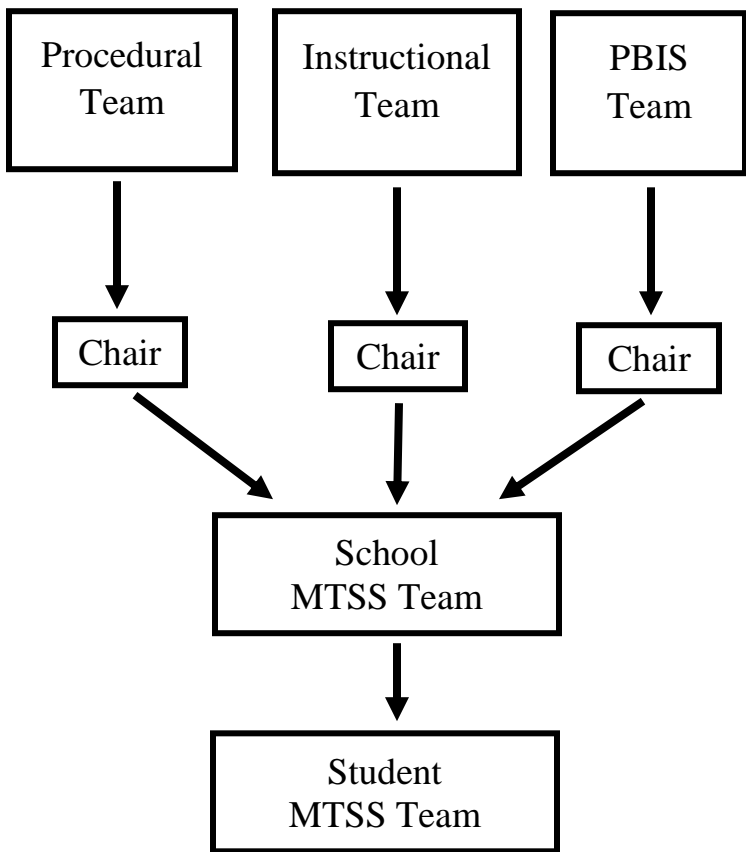 Procedural
Team
Instructional
Team
PBIS
Team
Chair
Chair
Chair
School
MTSS Team
Student
MTSS Team